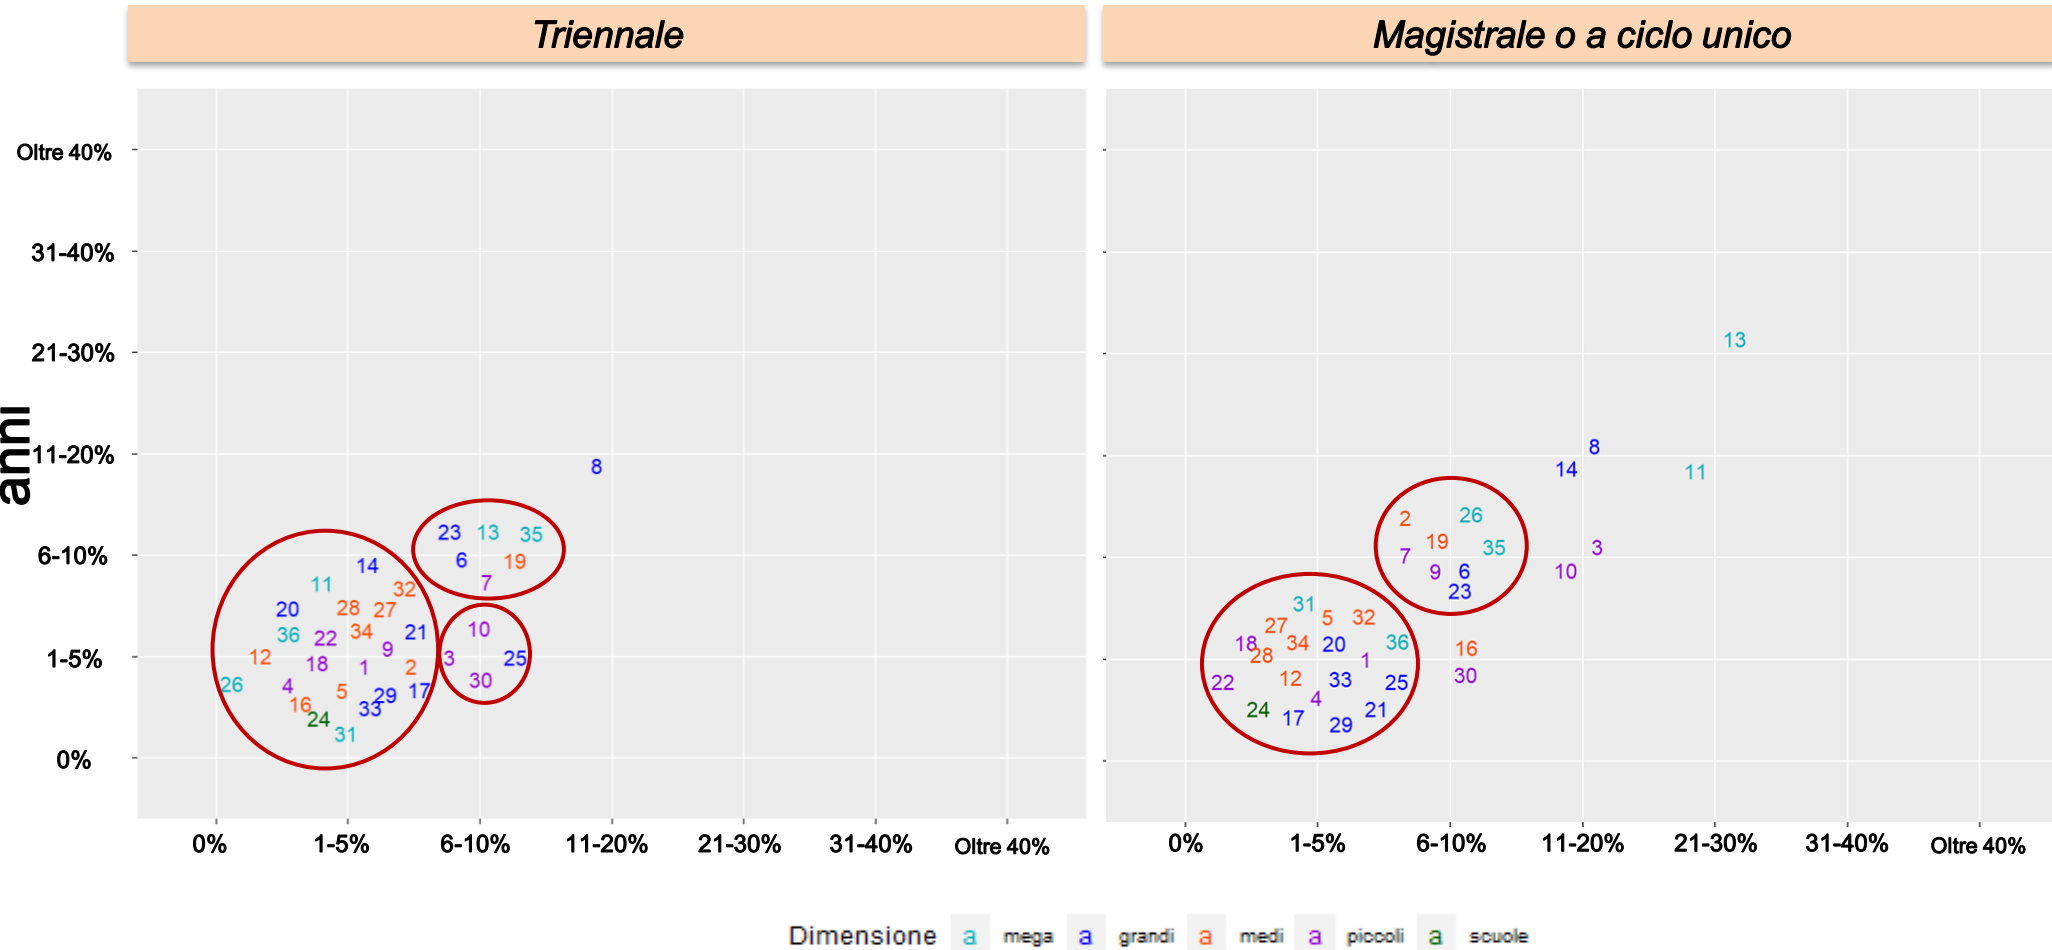 Triennale
Magistrale o a ciclo unico
anni
Oltre 40%
31-40%
21-30%
11-20%
6-10%
1-5%
0%
8
23 13 35
6 19
7
14
11 32
20 28 27
36 22 34 21
9
12 18 1 2
10
3 25
30
26 4 5 29 17
16 33
24
31
0% 1-5% 6-10% 11-20% 21-30% 31-40% Oltre 40%
13
8
14 11
2 26
19 35 3
7
9 6 10
23
31
27 5 32
18 34 20 36 16
28 1
22 12 33 25 30
4
24 17 21
29
0% 1-5% 6-10% 11-20% 21-30% 31-40% Oltre 40%
Dimensione a mega a grandi a medi a piccoli a scuole